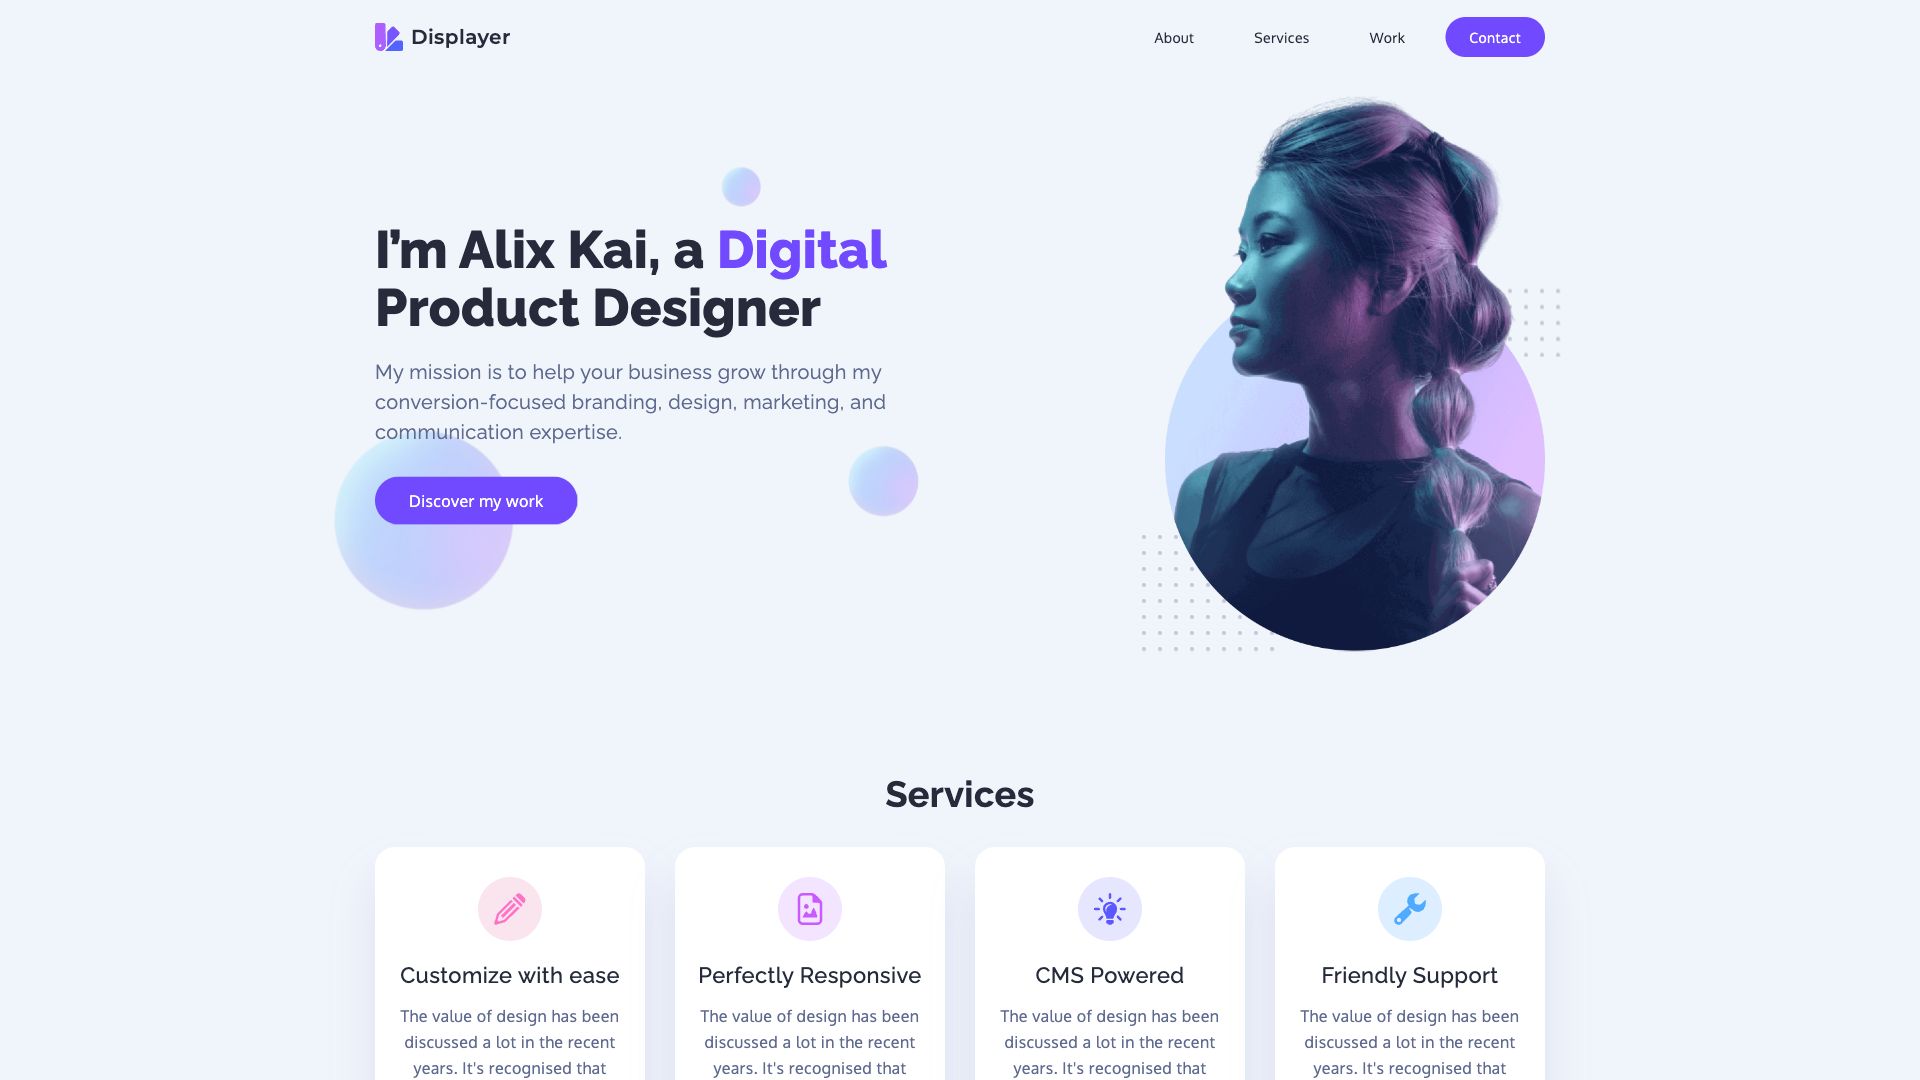 Displayer
About
Services
Work
Contact
I’m Alix Kai, a Digital
Product Designer
My mission is to help your business grow through my
conversion-focused branding, design, marketing, and
communication expertise.
Discover my work
Services
Customize with ease
The value of design has been
discussed a lot in the recent
years. It's recognised that
Perfectly Responsive
The value of design has been
discussed a lot in the recent
years. It's recognised that
CMS Powered
The value of design has been
discussed a lot in the recent
years. It's recognised that
Friendly Support
The value of design has been
discussed a lot in the recent
years. It's recognised that